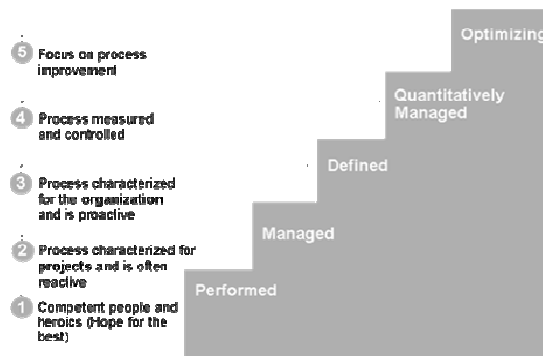 5 Focus on process
improvement
Optimizing
4 Process measured
and controlled
Quantitatively
Managed
3 Process characterized
for the organization
and is proactive
Defined
2 Process characterized for
projects and is often
reactive
Managed
1 Competent people and
heroics (Hope for the
best)
Performed